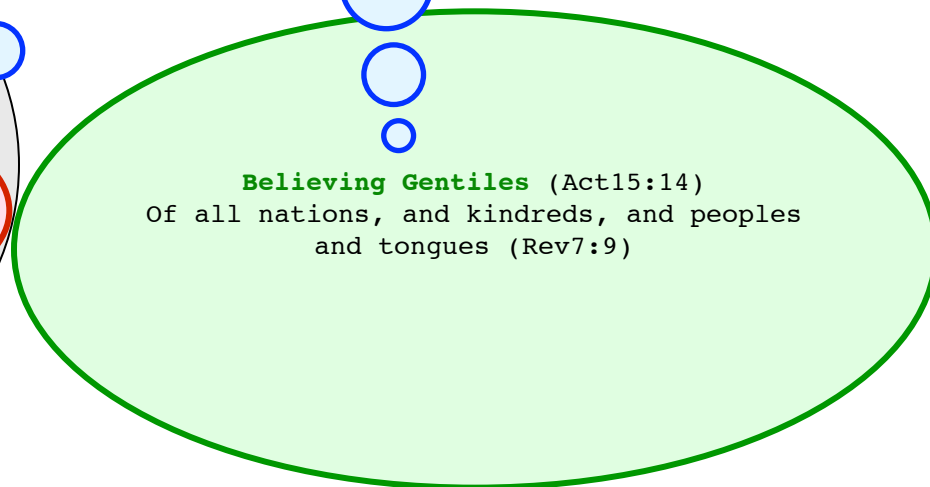 Believing Gentiles (Act15:14)
Of all nations, and kindreds, and peoples
and tongues (Rev7:9)